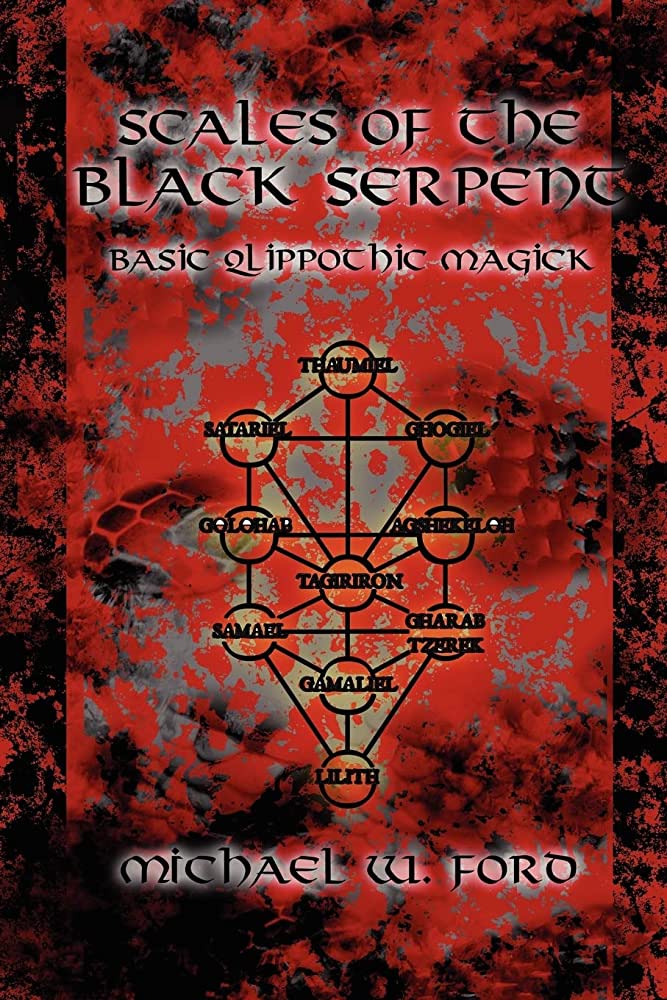 SCALES OF THE
BLACK SERPENT
BASIC QLIPPOTHIC MAGICK
THAUMIEL
SATARIEL GHOGIEL
GOLOHAB AGSHEKELOH
TAGIRIRON
SAMAEL GHARAB
TZEREK
GAMALIEL
LILITH
MICHAEL W. FORD